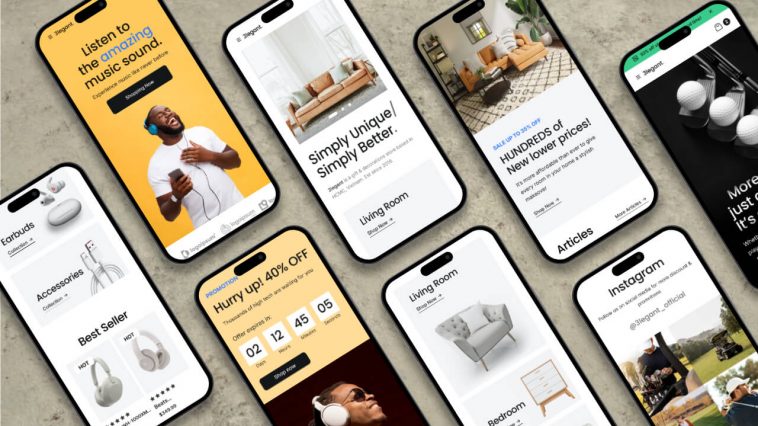 3legant.
Listen to
the amazing
music sound.
Experience music like never before
Shopping Now
3legant.
Simply Unique/
Simply Better.
3legant is a gift & decorations store based in
HCMC, Vietnam. Est since 2019.
Living Room
Shop Now →
SALE UP TO 35% OFF
HUNDREDS of
New lower prices!
It's more affordable than ever to give
every room in your home a stylish
makeover
Shop Now →
Articles
More Articles →
3legant.
More
just
it's
Earbuds
Collection →
Accessories
Collection →
Best Seller
HOT
HOT
1000XM...
Beats
$349.99
PROMOTION
Hurry up! 40% OFF
Thousands of high tech are waiting for you
Offer expires in:
02
12
45
05
Days
Hours
Minutes
Seconds
Shop now
Living Room
Shop Now →
Bedroom
Instagram
Follow us on social media for more discount &
promotions
@3legant_official